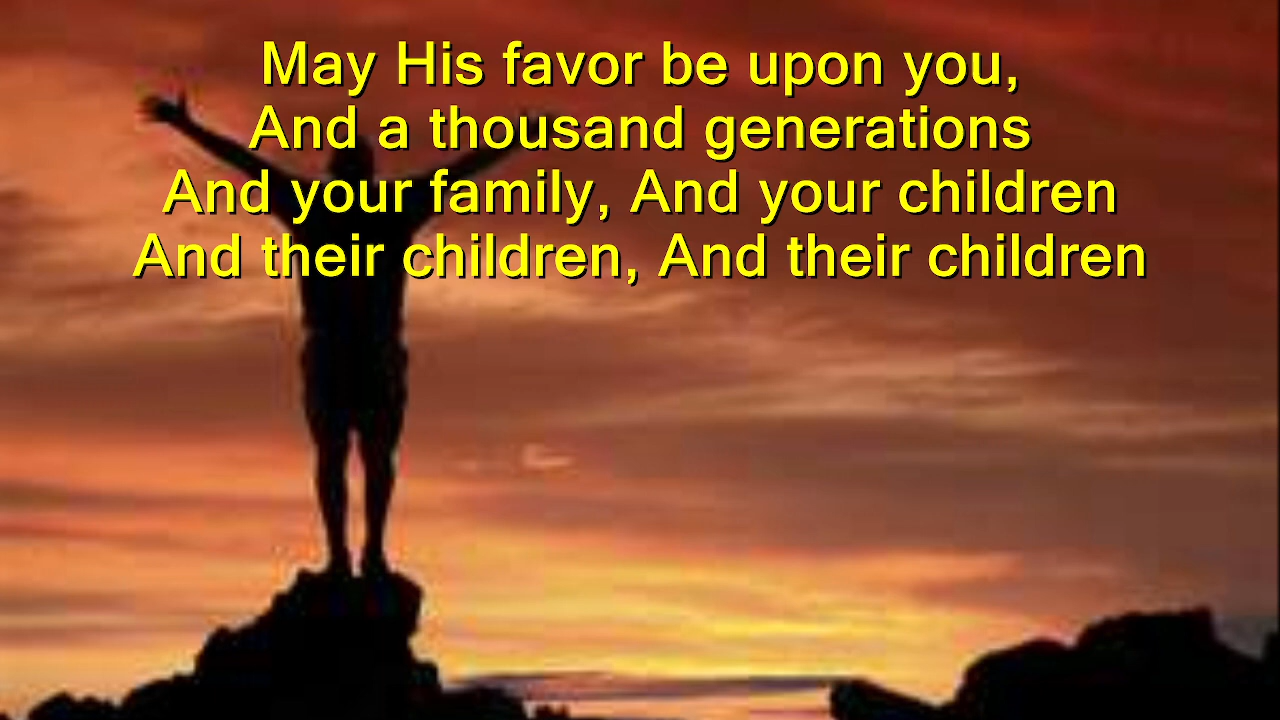 May His favor be upon you,
And a thousand generations
And your family, And your children
And their children, And their children